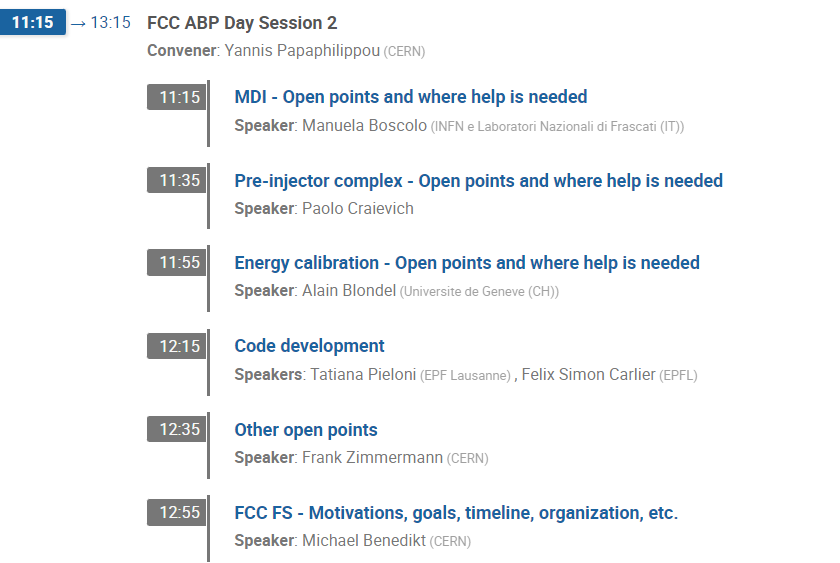 11:15 → 13:15 FCC ABP Day Session 2
Convener: Yannis Papaphilippou (CERN)
11:15 MDI - Open points and where help is needed
Speaker: Manuela Boscolo (INFN e Laboratori Nazionali di Frascati (IT))
11:35 Pre-injector complex - Open points and where help is needed
Speaker: Paolo Craievich
11:55 Energy calibration - Open points and where help is needed
Speaker: Alain Blondel (Universite de Geneve (CH))
12:15 Code development
Speakers: Tatiana Pieloni (EPF Lausanne) , Felix Simon Carlier (EPFL)
12:35 Other open points
Speaker: Frank Zimmermann (CERN)
12:55 FCC FS - Motivations, goals, timeline, organization, etc.
Speaker: Michael Benedikt (CERN)